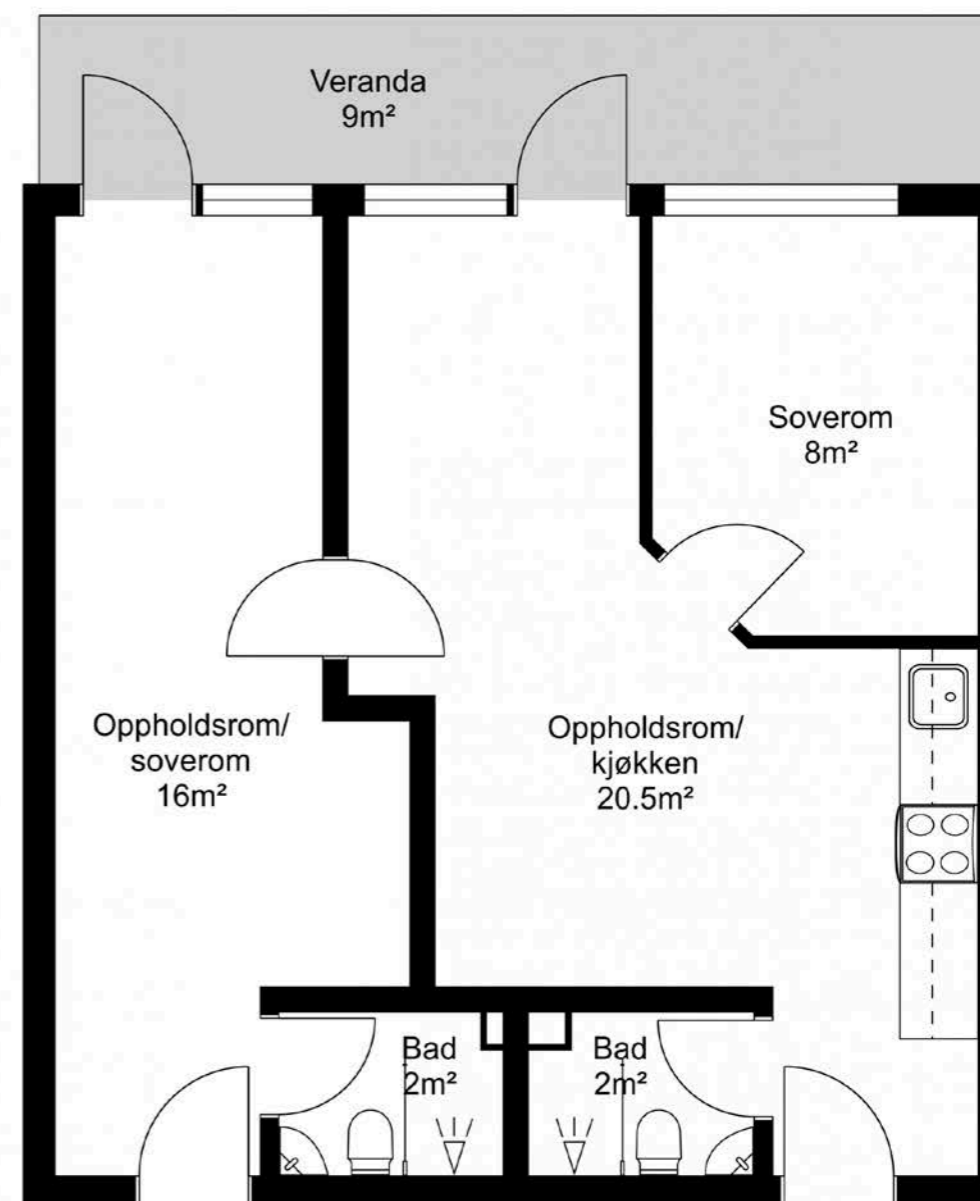 Veranda
9m²
Soverom
8m²
Oppholdsrom/
soverom
16m²
Oppholdsrom/
kjøkken
20.5m²
Bad
2m²
Bad
2m²